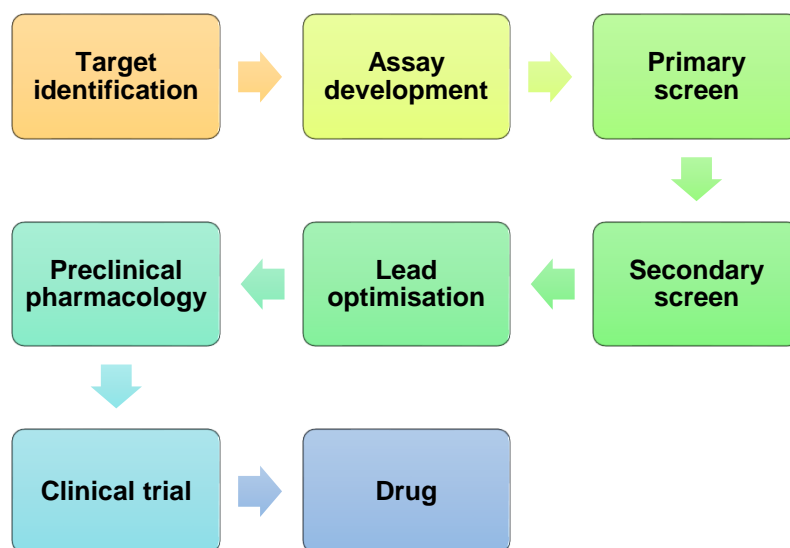 Target
identification
Assay
development
Primary
screen
Secondary
screen
Lead
optimisation
Preclinical
pharmacology
Clinical trial
Drug